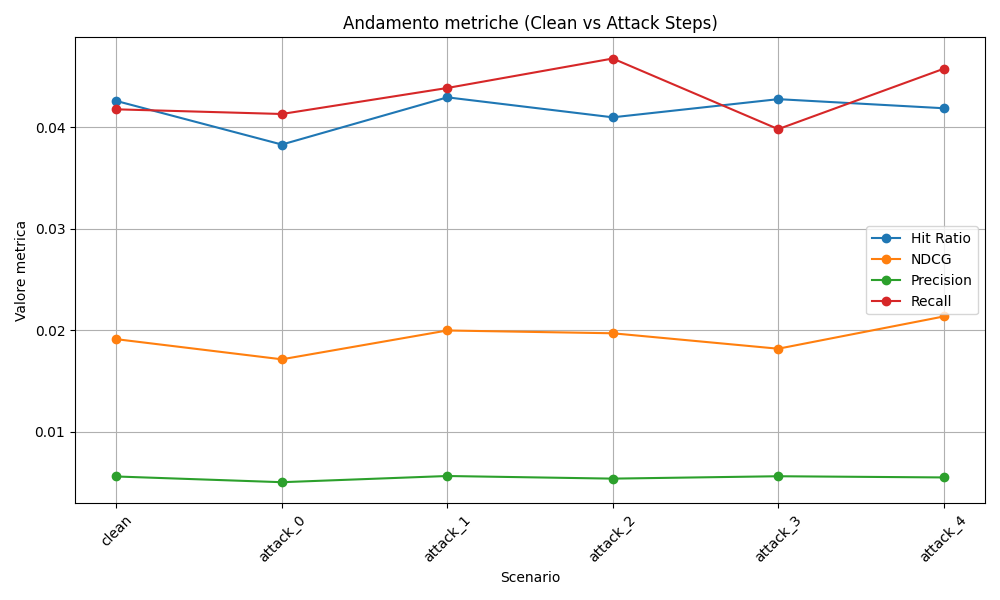 Andamento metriche (Clean vs Attack Steps)
Valore metrica
0.04
0.03
0.02
0.01
Hit Ratio
NDCG
Precision
Recall
clean
attack_0
attack_1
attack_2
attack_3
attack_4
Scenario